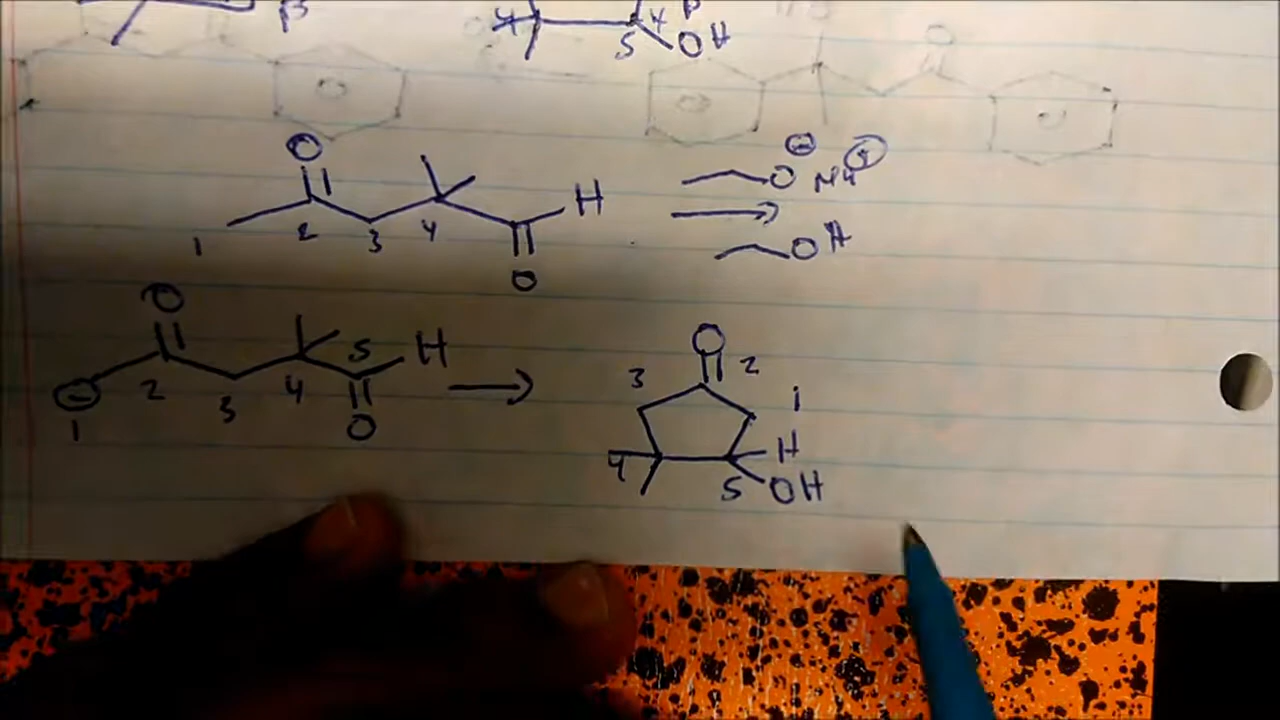 4 4 β
β 5 OH
O O⊖ Na⊕
H
1 2 3 4
O OH
O O
5 H 3 2
⊖ 2 3 4 1
1 O H
4 5 OH